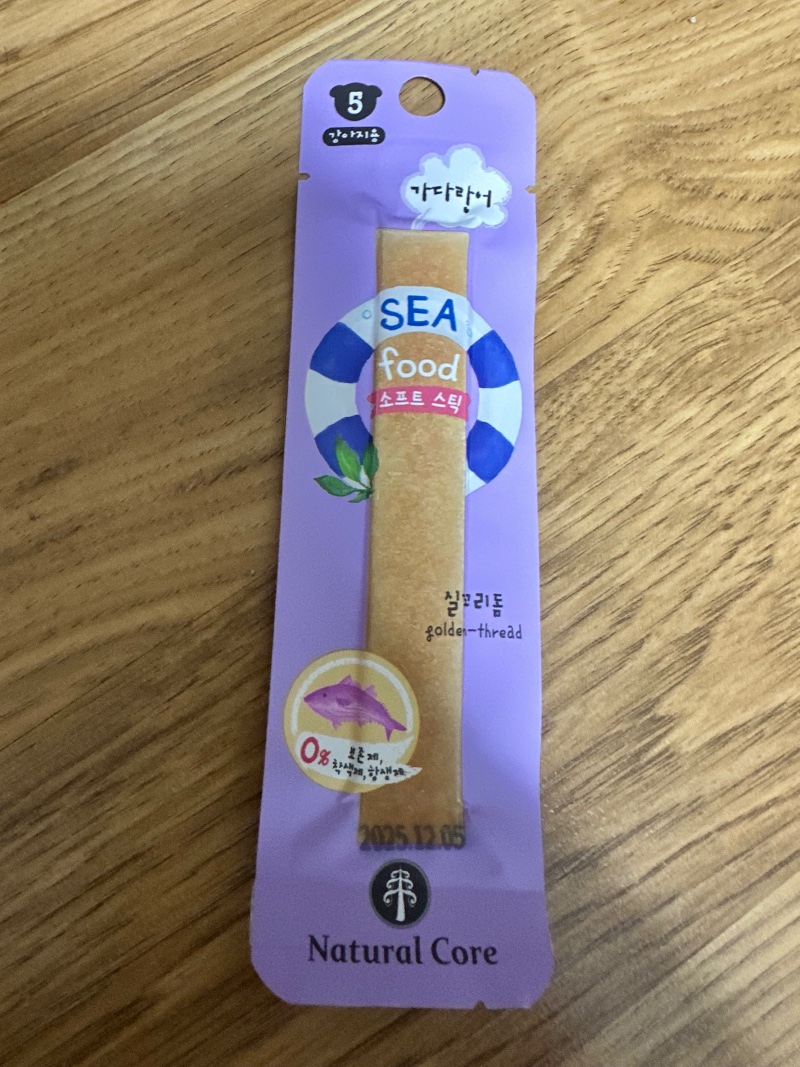 5
강아지용
가다랑어
SEA
food
소프트 스틱
실꼬리돔
golden-thread
0% 보존제,
착색제, 항생제
2025.12.05
Natural Core